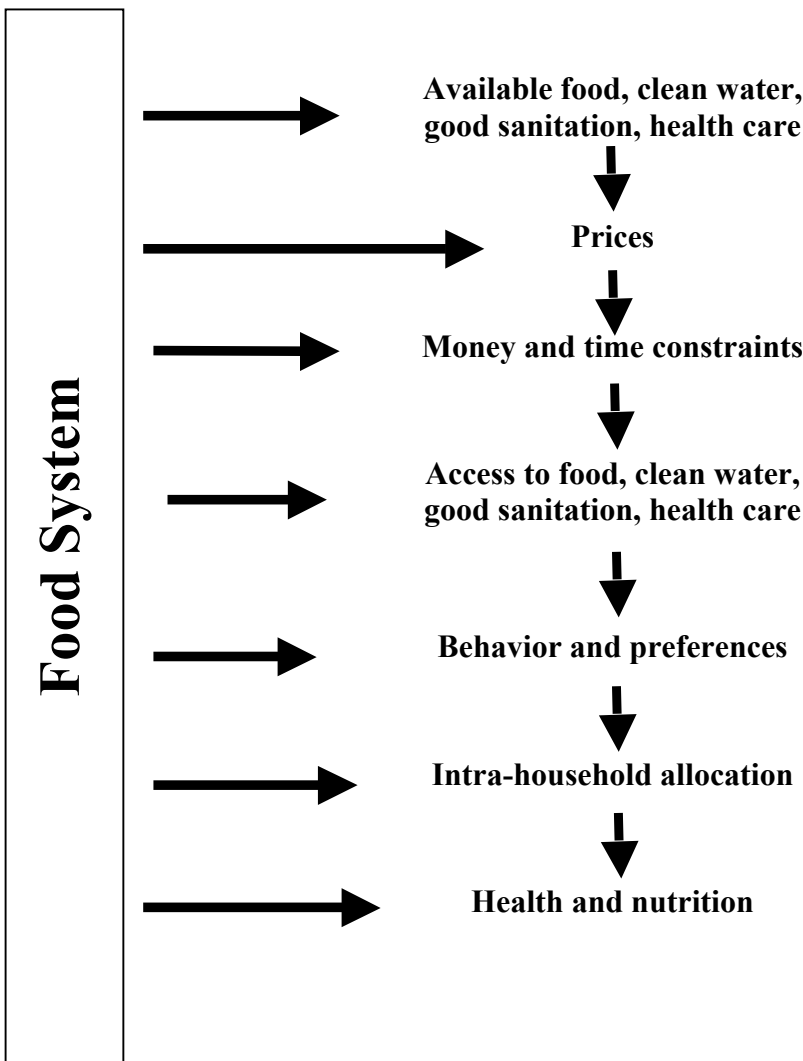 Food System
Available food, clean water,
good sanitation, health care
Prices
Money and time constraints
Access to food, clean water,
good sanitation, health care
Behavior and preferences
Intra-household allocation
Health and nutrition